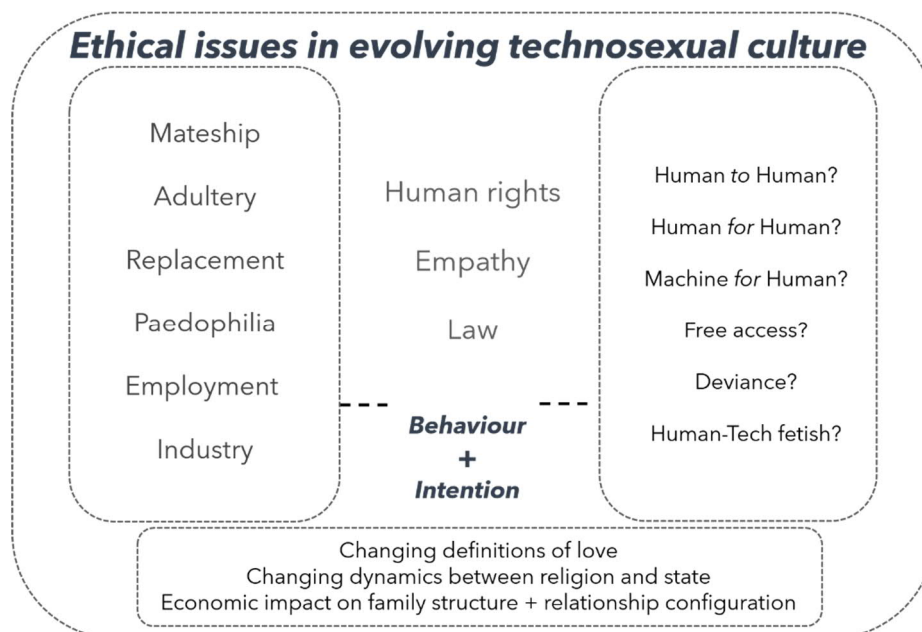 Ethical issues in evolving technosexual culture
Mateship
Adultery
Replacement
Paedophilia
Employment
Industry
Human rights
Empathy
Law
Behaviour
+
Intention
Human to Human?
Human for Human?
Machine for Human?
Free access?
Deviance?
Human-Tech fetish?
Changing definitions of love
Changing dynamics between religion and state
Economic impact on family structure + relationship configuration